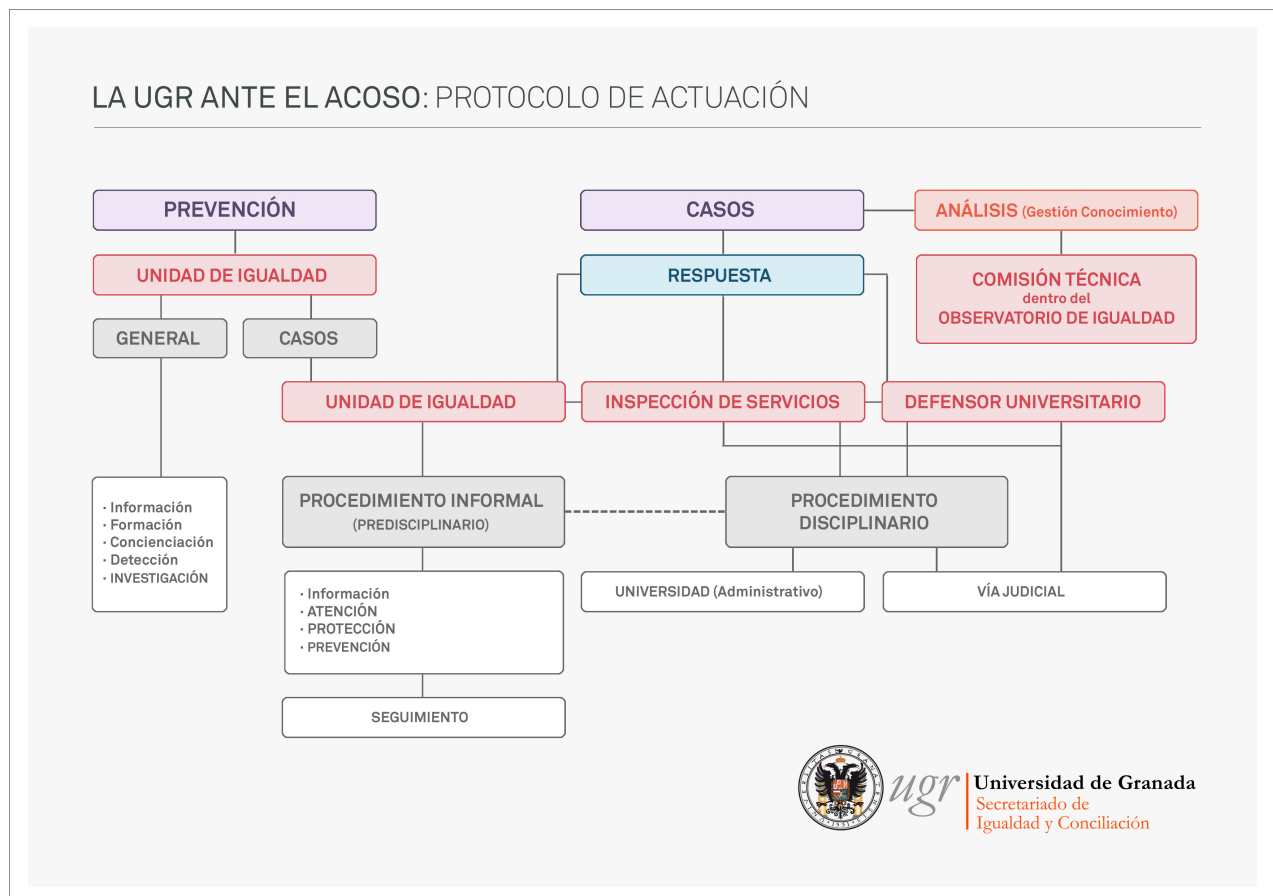 LA UGR ANTE EL ACOSO: PROTOCOLO DE ACTUACIÓN
PREVENCIÓN
CASOS
ANÁLISIS (Gestión Conocimiento)
UNIDAD DE IGUALDAD
RESPUESTA
COMISIÓN TÉCNICA
dentro del
OBSERVATORIO DE IGUALDAD
GENERAL
CASOS
UNIDAD DE IGUALDAD
INSPECCIÓN DE SERVICIOS
DEFENSOR UNIVERSITARIO
· Información
· Formación
· Concienciación
· Detección
· INVESTIGACIÓN
PROCEDIMIENTO INFORMAL
(PREDISCIPLINARIO)
PROCEDIMIENTO
DISCIPLINARIO
· Información
· ATENCIÓN
· PROTECCIÓN
· PREVENCIÓN
UNIVERSIDAD (Administrativo)
VÍA JUDICIAL
SEGUIMIENTO
ugr
Universidad de Granada
Secretariado de
Igualdad y Conciliación